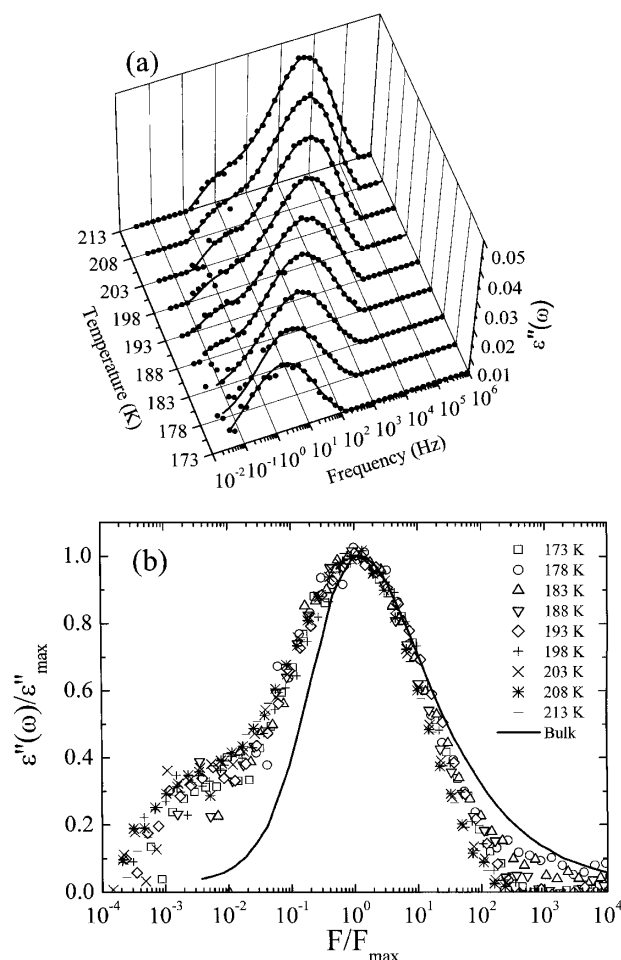 (a)
213
208
203
198
193
188
183
178
173
Temperature (K)
10⁻² 10⁻¹ 10⁰ 10¹ 10² 10³ 10⁴ 10⁵ 10⁶
Frequency (Hz)
0.05
0.04
0.03
0.02
0.01
ε"(ω)
(b)
1.0
0.8
0.6
0.4
0.2
0.0
ε"(ω)/ε"max
173 K
178 K
183 K
188 K
193 K
198 K
203 K
208 K
213 K
Bulk
10⁻⁴ 10⁻³ 10⁻² 10⁻¹ 10⁰ 10¹ 10² 10³ 10⁴
F/Fmax